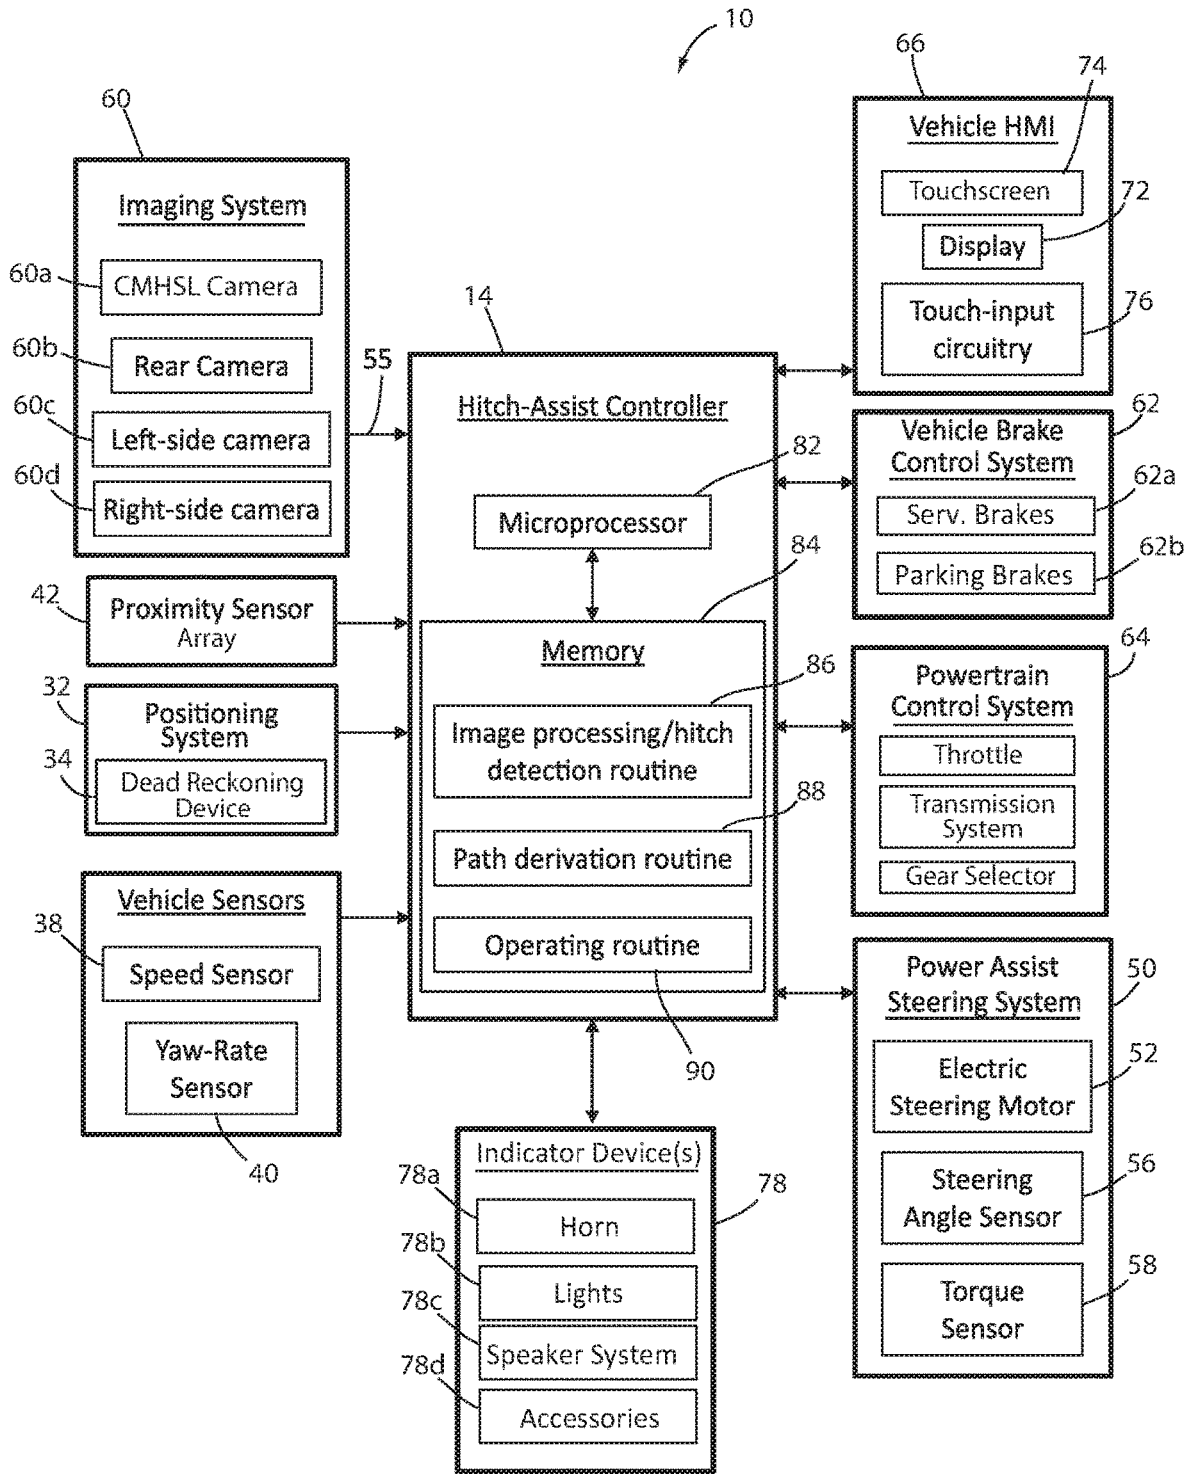 10
60
Imaging System
60a
CMHSL Camera
60b
Rear Camera
60c
Left-side camera
60d
Right-side camera
55
42
Proximity Sensor
Array
32
Positioning
System
34
Dead Reckoning
Device
Vehicle Sensors
38
Speed Sensor
Yaw-Rate
Sensor
40
14
Hitch-Assist Controller
82
Microprocessor
84
Memory
86
Image processing/hitch
detection routine
88
Path derivation routine
Operating routine
90
Indicator Device(s)
78
78a
Horn
78b
Lights
78c
Speaker System
78d
Accessories
66
74
Vehicle HMI
Touchscreen
72
Display
Touch-input
circuitry
76
62
Vehicle Brake
Control System
62a
Serv. Brakes
62b
Parking Brakes
64
Powertrain
Control System
Throttle
Transmission
System
Gear Selector
Power Assist
Steering System
50
Electric
Steering Motor
52
Steering
Angle Sensor
56
Torque
Sensor
58